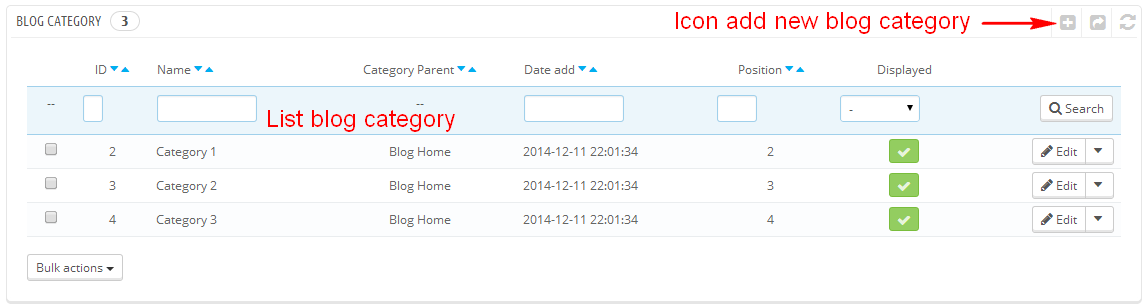 BLOG CATEGORY 3 Icon add new blog category
ID Name Category Parent Date add Position Displayed
-- -- - Search
List blog category
2 Category 1 Blog Home 2014-12-11 22:01:34 2 Edit
3 Category 2 Blog Home 2014-12-11 22:01:34 3 Edit
4 Category 3 Blog Home 2014-12-11 22:01:34 4 Edit
Bulk actions